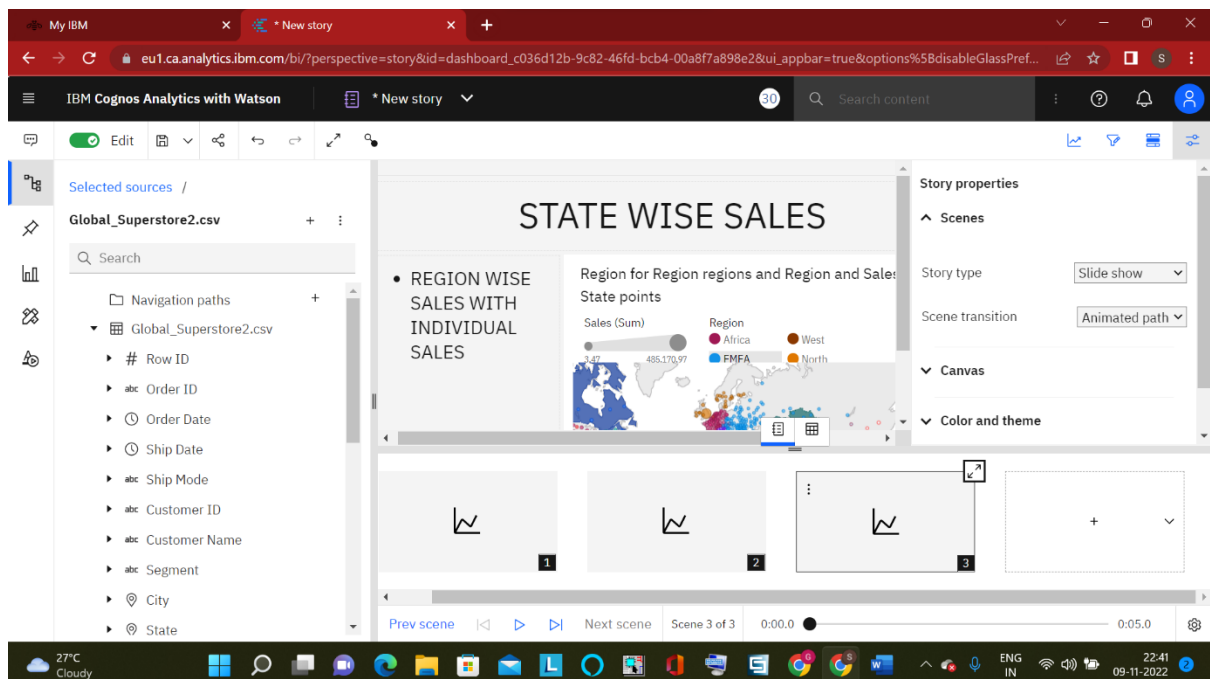 My IBM
* New story
eu1.ca.analytics.ibm.com/bi/?perspective=story&id=dashboard_c036d12b-9c82-46fd-bcb4-00a8f7a898e2&ui_appbar=true&options%5BdisableGlassPref...
S
IBM Cognos Analytics with Watson
* New story
30
Search content
Edit
Selected sources /
Global_Superstore2.csv
Search
Navigation paths
Global_Superstore2.csv
# Row ID
abc Order ID
Order Date
Ship Date
abc Ship Mode
abc Customer ID
abc Customer Name
abc Segment
City
State
STATE WISE SALES
• REGION WISE
SALES WITH
INDIVIDUAL
SALES
Region for Region regions and Region and Sales
State points
Sales (Sum)
3.47
485,170.97
Region
Africa
West
EMEA
North
Story properties
Scenes
Story type
Slide show
Scene transition
Animated path
Canvas
Color and theme
1
2
3
Prev scene
Next scene
Scene 3 of 3
0:00.0
0:05.0
27°C
Cloudy
ENG
IN
22:41
09-11-2022
2